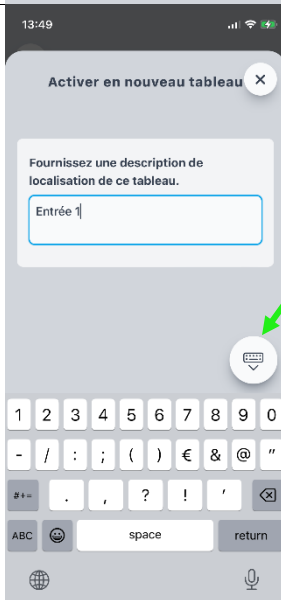 13:49
Activer en nouveau tableau
Fournissez une description de
localisation de ce tableau.
Entrée 1
1 2 3 4 5 6 7 8 9 0
- / : ; ( ) € & @ "
#+= . , ? ! '
ABC space return